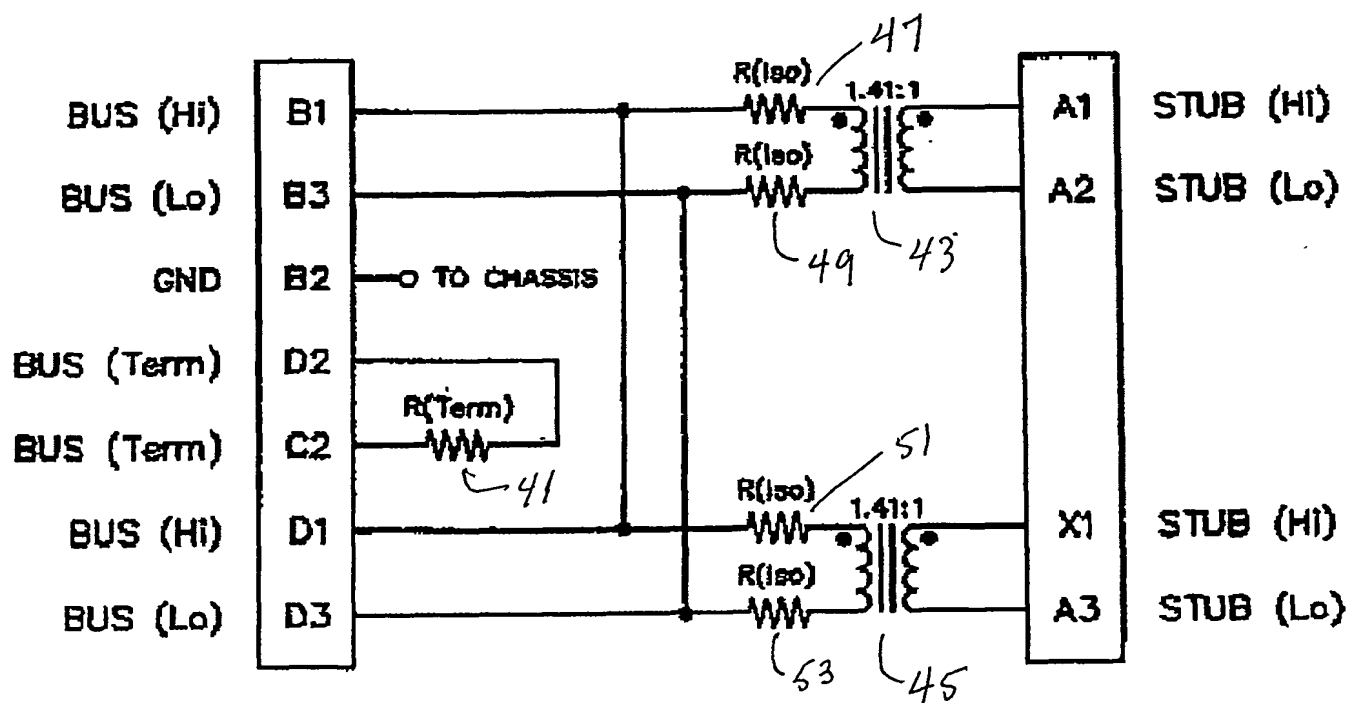 47
R(Iso)
1.41:1
BUS (Hi) B1 A1 STUB (Hi)
R(Iso)
BUS (Lo) B3 A2 STUB (Lo)
49 43
GND B2 TO CHASSIS
BUS (Term) D2
R(Term)
BUS (Term) C2
41
51
R(Iso)
1.41:1
BUS (Hi) D1 X1 STUB (Hi)
R(Iso)
BUS (Lo) D3 A3 STUB (Lo)
53 45